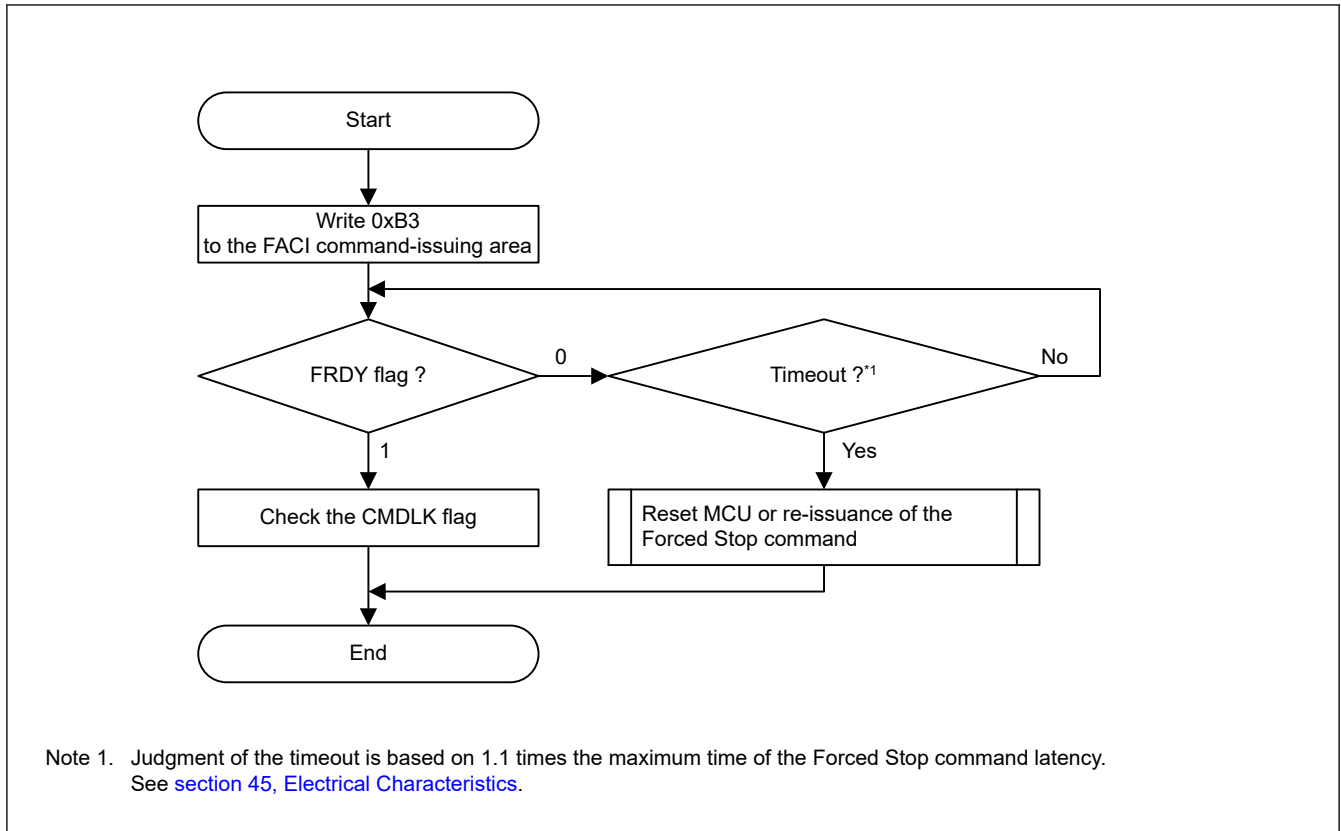 Start
Write 0xB3
to the FACI command-issuing area
FRDY flag ?
0
Timeout ?*1
No
1
Yes
Check the CMDLK flag
Reset MCU or re-issuance of the
Forced Stop command
End
Note 1. Judgment of the timeout is based on 1.1 times the maximum time of the Forced Stop command latency.
See section 45, Electrical Characteristics.